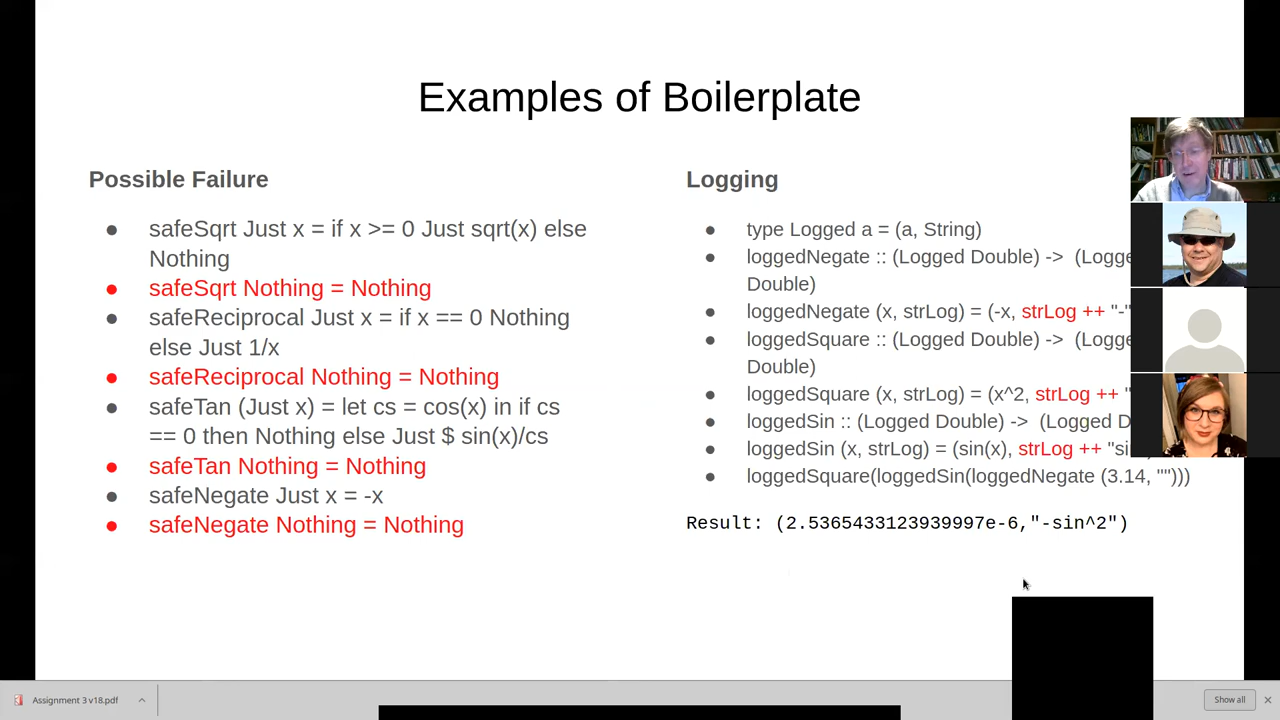 Examples of Boilerplate
Possible Failure
safeSqrt Just x = if x >= 0 Just sqrt(x) else
Nothing
safeSqrt Nothing = Nothing
safeReciprocal Just x = if x == 0 Nothing
else Just 1/x
safeReciprocal Nothing = Nothing
safeTan (Just x) = let cs = cos(x) in if cs
== 0 then Nothing else Just $ sin(x)/cs
safeTan Nothing = Nothing
safeNegate Just x = -x
safeNegate Nothing = Nothing
Logging
type Logged a = (a, String)
loggedNegate :: (Logged Double) -> (Logge
Double)
loggedNegate (x, strLog) = (-x, strLog ++ "-"
loggedSquare :: (Logged Double) -> (Logge
Double)
loggedSquare (x, strLog) = (x^2, strLog ++ "
loggedSin :: (Logged Double) -> (Logged D
loggedSin (x, strLog) = (sin(x), strLog ++ "si
loggedSquare(loggedSin(loggedNegate (3.14, "")))
Result: (2.5365433123939997e-6,"-sin^2")
Assignment 3 v18.pdf
Show all